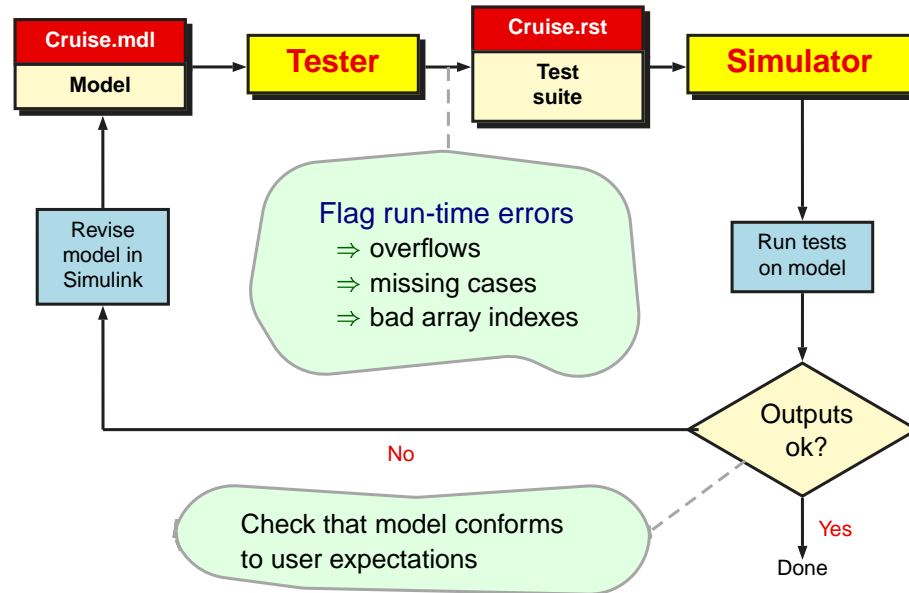 Cruise.mdl
Model
Tester
Cruise.rst
Test
suite
Simulator
Flag run-time errors
⇒ overflows
⇒ missing cases
⇒ bad array indexes
Revise
model in
Simulink
Run tests
on model
Outputs
ok?
No
Yes
Done
Check that model conforms
to user expectations